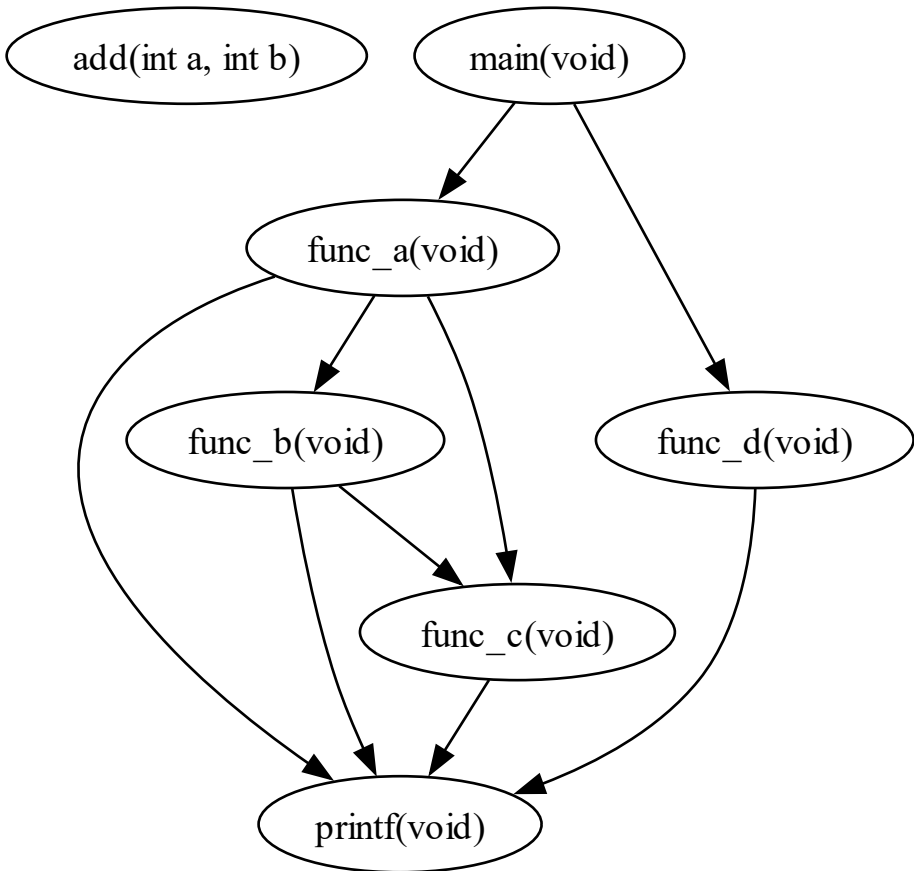 add(int a, int b)
main(void)
func_a(void)
func_b(void)
func_d(void)
func_c(void)
printf(void)